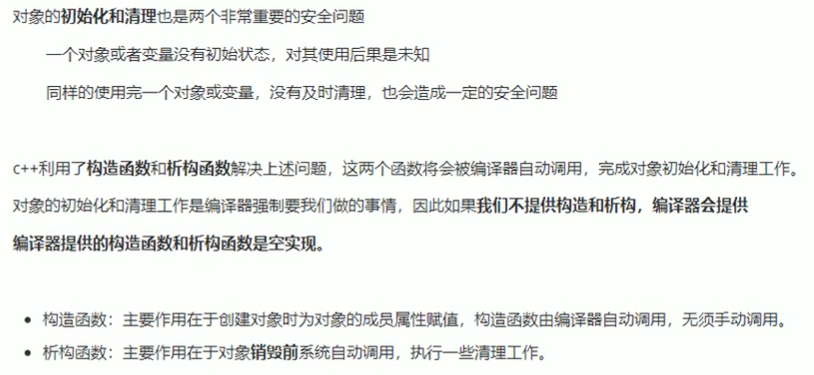 对象的初始化和清理也是两个非常重要的安全问题
一个对象或者变量没有初始状态，对其使用后果是未知
同样的使用完一个对象或变量，没有及时清理，也会造成一定的安全问题
c++利用了构造函数和析构函数解决上述问题，这两个函数将会被编译器自动调用，完成对象初始化和清理工作。
对象的初始化和清理工作是编译器强制要我们做的事情，因此如果我们不提供构造和析构，编译器会提供
编译器提供的构造函数和析构函数是空实现。
• 构造函数：主要作用在于创建对象时为对象的成员属性赋值，构造函数由编译器自动调用，无须手动调用。
• 析构函数：主要作用在于对象销毁前系统自动调用，执行一些清理工作。